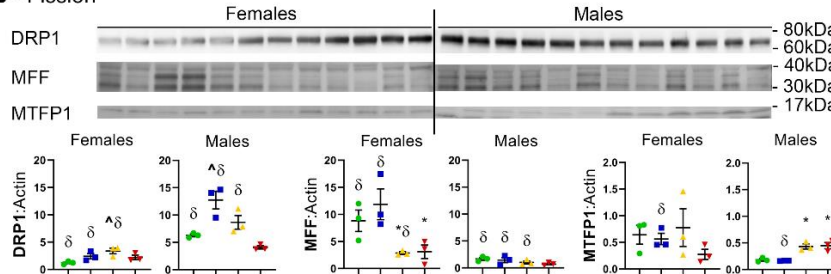 Fission
Females Males
DRP1 80kDa
60kDa
MFF 40kDa
30kDa
MTFP1 17kDa
Females Males Females Males Females Males
DRP1:Actin MFF:Actin MTFP1:Actin
20 20 20 20 2.0 2.0
15 15 15 15 1.5 1.5
10 10 10 10 1.0 1.0
5 5 5 5 0.5 0.5
0 0 0 0 0.0 0.0
δ δ ^δ δ ^δ δ δ δ *δ * δ δ δ δ δ * *